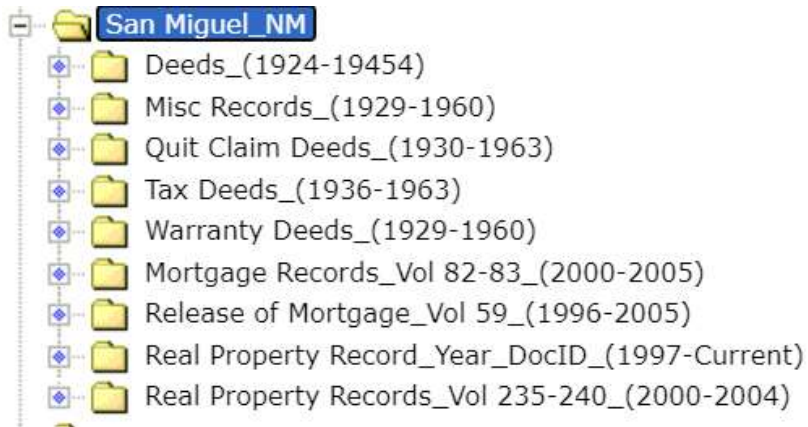 San Miguel_NM
Deeds_(1924-19454)
Misc Records_(1929-1960)
Quit Claim Deeds_(1930-1963)
Tax Deeds_(1936-1963)
Warranty Deeds_(1929-1960)
Mortgage Records_Vol 82-83_(2000-2005)
Release of Mortgage_Vol 59_(1996-2005)
Real Property Record_Year_DocID_(1997-Current)
Real Property Records_Vol 235-240_(2000-2004)